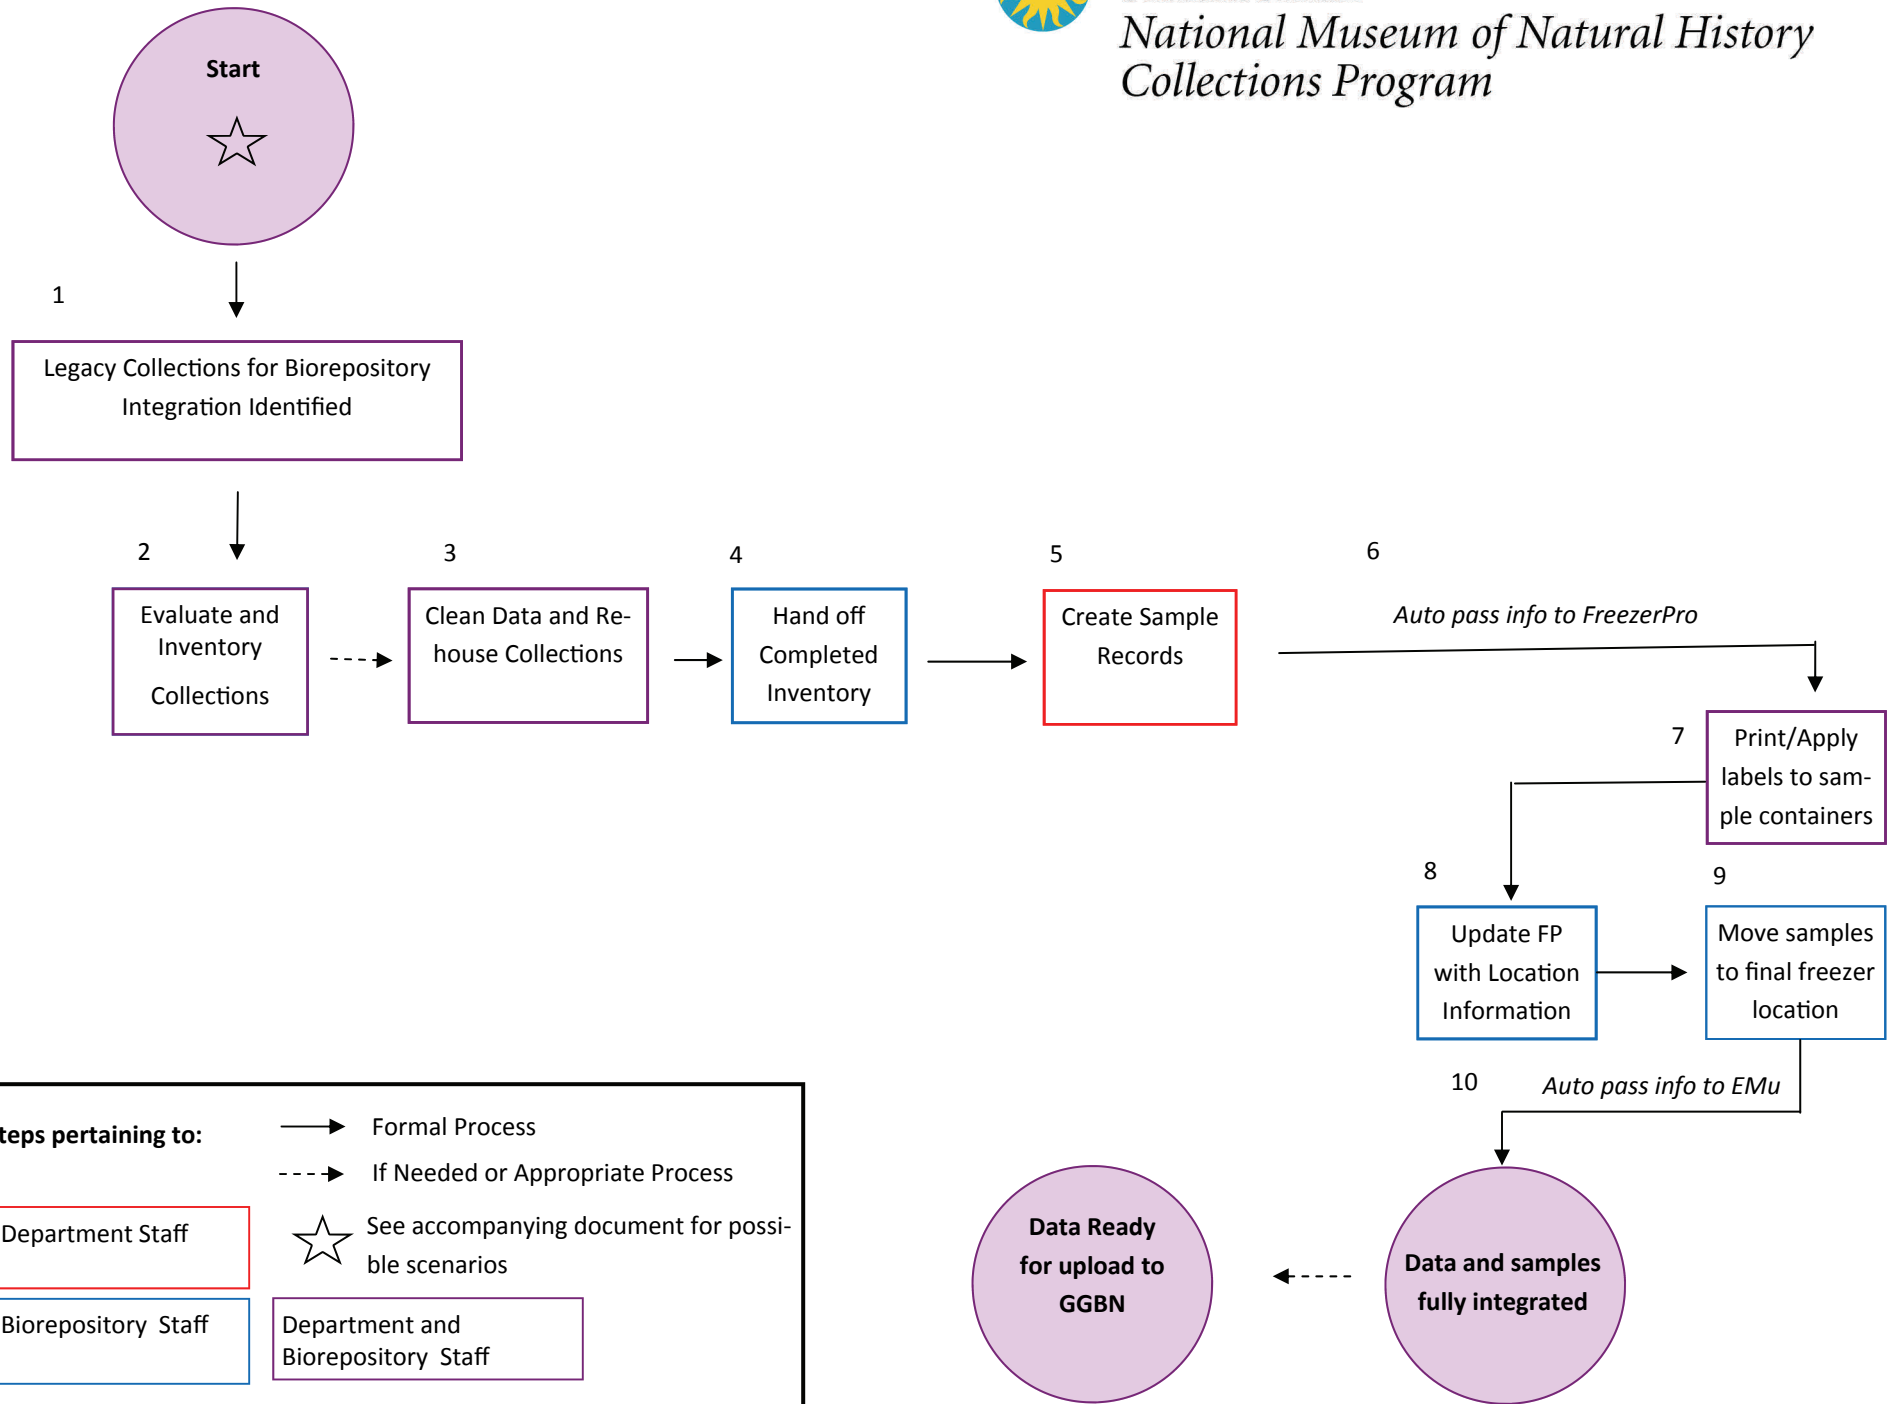 National Museum of Natural History
Collections Program
Start
1
Legacy Collections for Biorepository
Integration Identified
2
Evaluate and
Inventory
Collections
3
Clean Data and Re-
house Collections
4
Hand off
Completed
Inventory
5
Create Sample
Records
6
Auto pass info to FreezerPro
7
Print/Apply
labels to sam-
ple containers
8
Update FP
with Location
Information
9
Move samples
to final freezer
location
10
Auto pass info to EMu
Data and samples
fully integrated
Data Ready
for upload to
GGBN
teps pertaining to:
Formal Process
If Needed or Appropriate Process
See accompanying document for possi-
ble scenarios
Department Staff
Biorepository Staff
Department and
Biorepository Staff